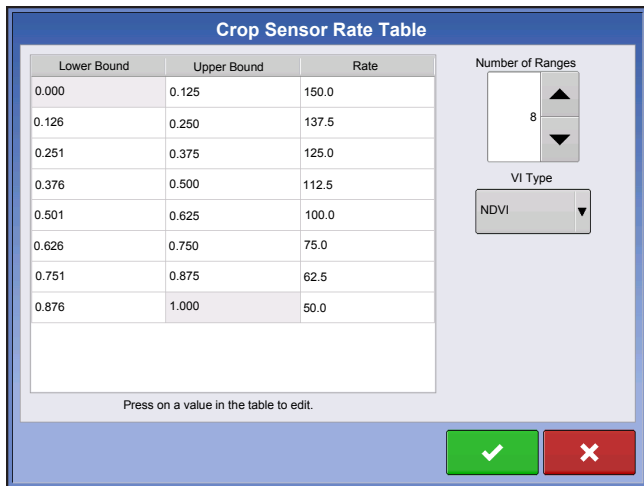 Crop Sensor Rate Table
Lower Bound Upper Bound Rate
0.000 0.125 150.0
0.126 0.250 137.5
0.251 0.375 125.0
0.376 0.500 112.5
0.501 0.625 100.0
0.626 0.750 75.0
0.751 0.875 62.5
0.876 1.000 50.0
Press on a value in the table to edit.
Number of Ranges
8
VI Type
NDVI